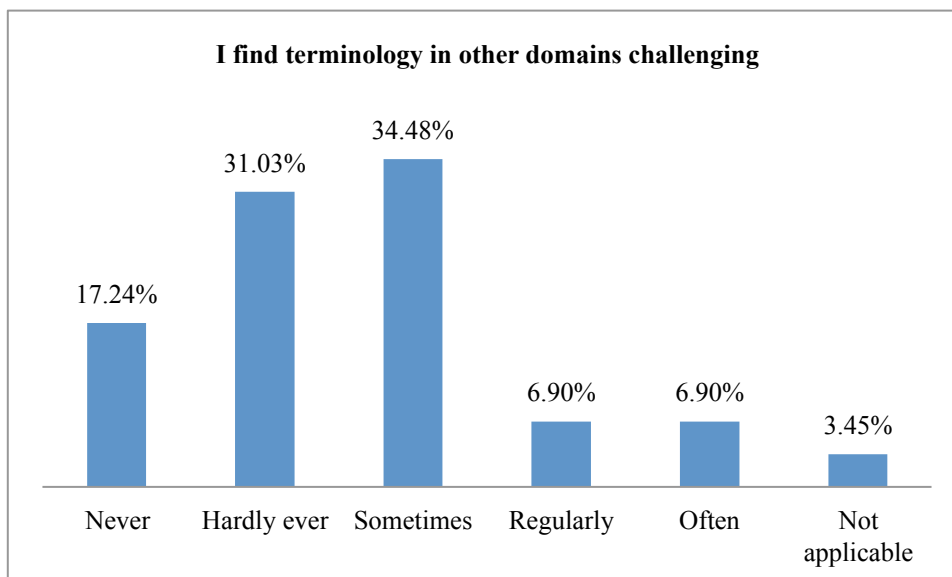 I find terminology in other domains challenging
34.48%
31.03%
17.24%
6.90% 6.90%
3.45%
Never Hardly ever Sometimes Regularly Often Not
applicable